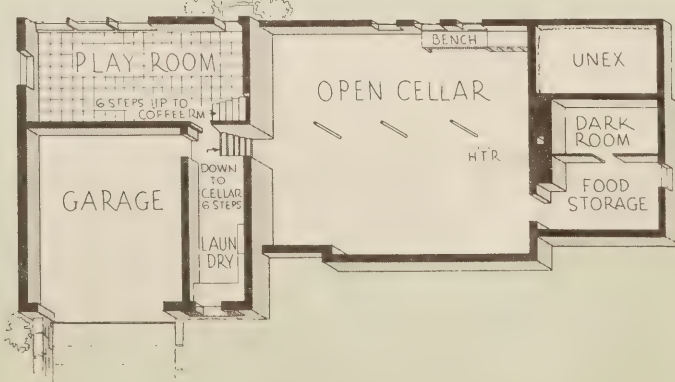 BENCH
PLAY ROOM
UNEX
OPEN CELLAR
6 STEPS UP TO
COFFEE RM
DARK
ROOM
HTR
DOWN
TO
CELLAR
6 STEPS
GARAGE
FOOD
STORAGE
LAUN
DRY